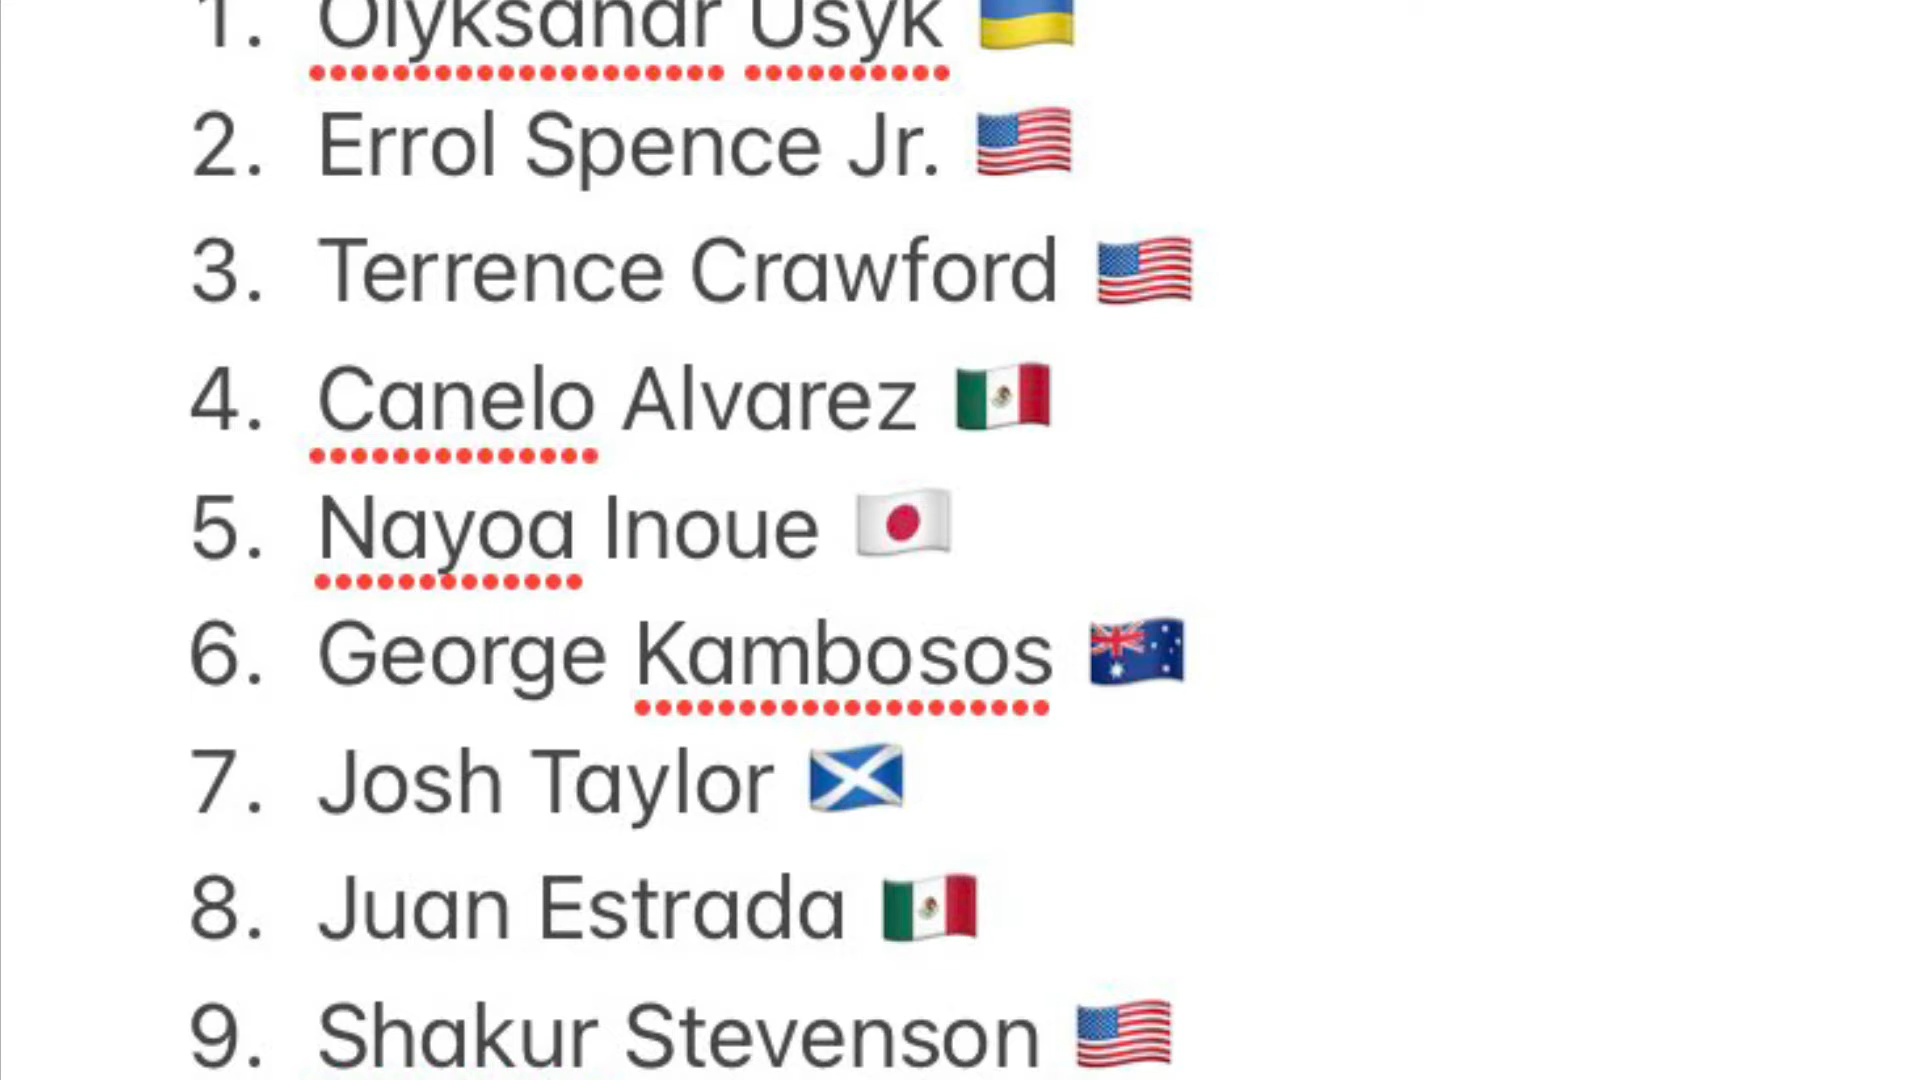 1. Olyksandr Usyk 🇺🇦
2. Errol Spence Jr. 🇺🇸
3. Terrence Crawford 🇺🇸
4. Canelo Alvarez 🇲🇽
5. Nayoa Inoue 🇯🇵
6. George Kambosos 🇦🇺
7. Josh Taylor 🏴󠁧󠁢󠁳󠁣󠁴󠁿
8. Juan Estrada 🇲🇽
9. Shakur Stevenson 🇺🇸